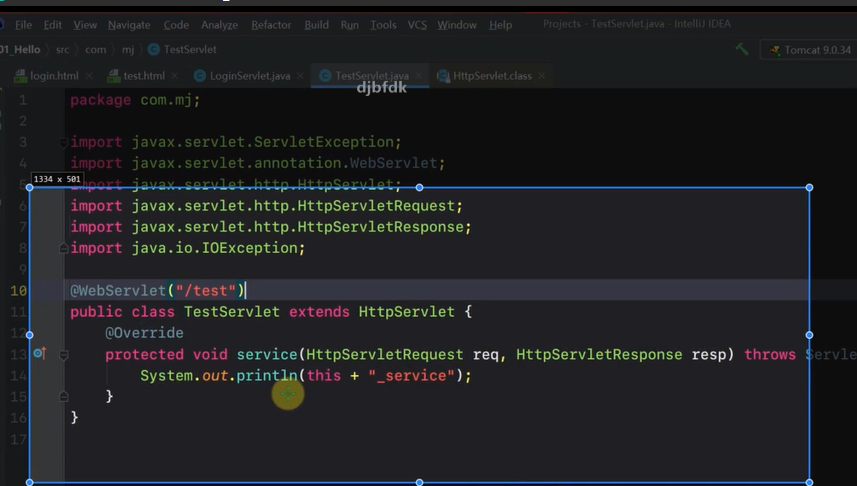 File Edit View Navigate Code Analyze Refactor Build Run Tools VCS Window Help Projects - TestServlet.java - IntelliJ IDEA
01_Hello src com mj TestServlet Tomcat 9.0.34
login.html test.html LoginServlet.java TestServlet.java HttpServlet.class
djbfdk
1 package com.mj;
2
3 import javax.servlet.ServletException;
4 import javax.servlet.annotation.WebServlet;
1334 x 501
5 import javax.servlet.http.HttpServlet;
6 import javax.servlet.http.HttpServletRequest;
7 import javax.servlet.http.HttpServletResponse;
8 import java.io.IOException;
9
10 @WebServlet("/test")
11 public class TestServlet extends HttpServlet {
12 @Override
13 protected void service(HttpServletRequest req, HttpServletResponse resp) throws Servle
14 System.out.println(this + "_service");
15 }
16 }
17